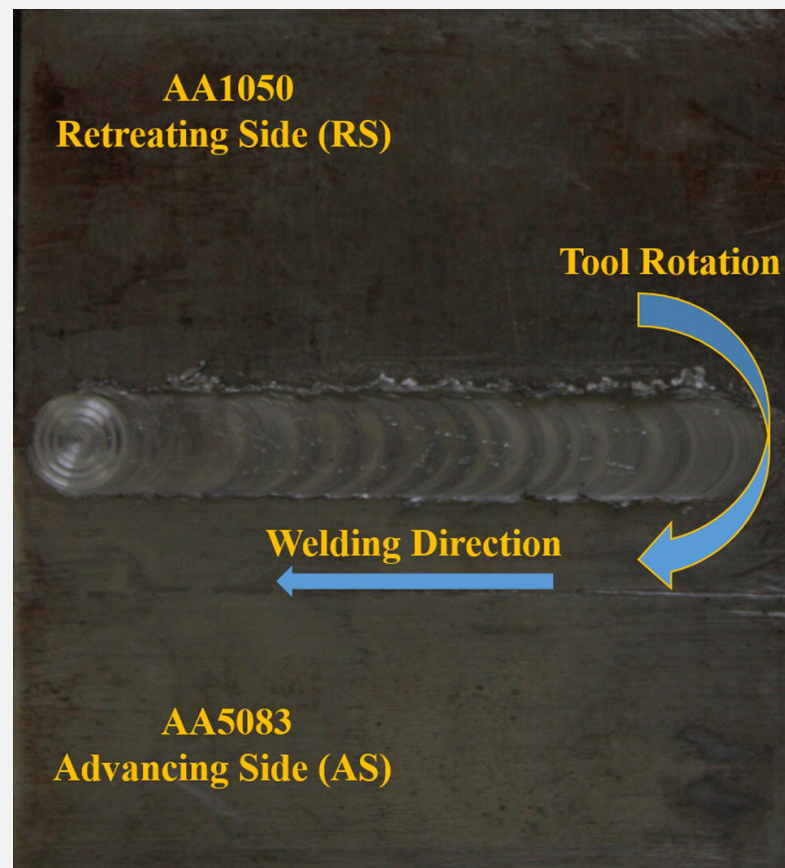 AA1050
Retreating Side (RS)
Tool Rotation
Welding Direction
AA5083
Advancing Side (AS)